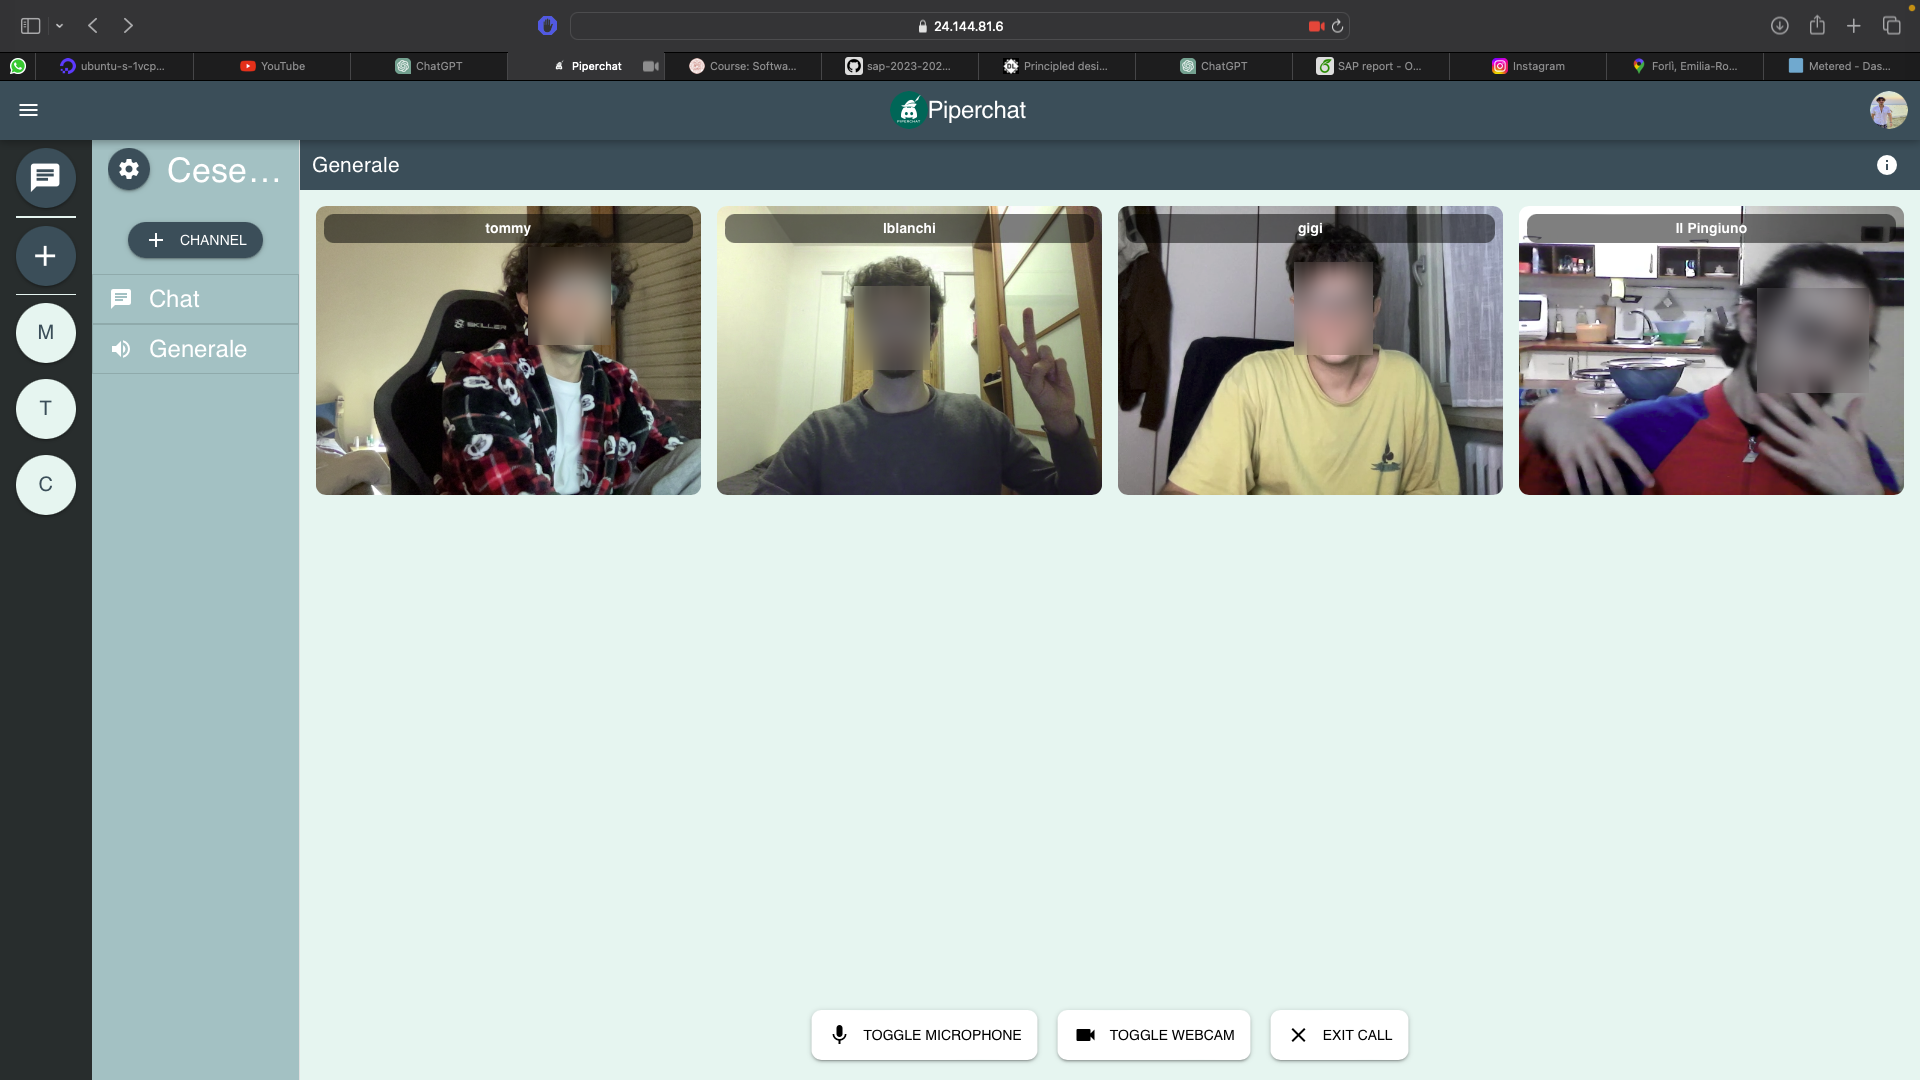 24.144.81.6
ubuntu-s-1vcp...
YouTube
ChatGPT
Piperchat
Course: Softwa...
sap-2023-202...
Principled desi...
ChatGPT
SAP report - O...
Instagram
Forlì, Emilia-Ro...
Metered - Das...
Piperchat
Cese...
Generale
CHANNEL
Chat
Generale
M
T
C
tommy
lblanchi
gigi
Il Pingiuno
SKILLER
TOGGLE MICROPHONE
TOGGLE WEBCAM
EXIT CALL